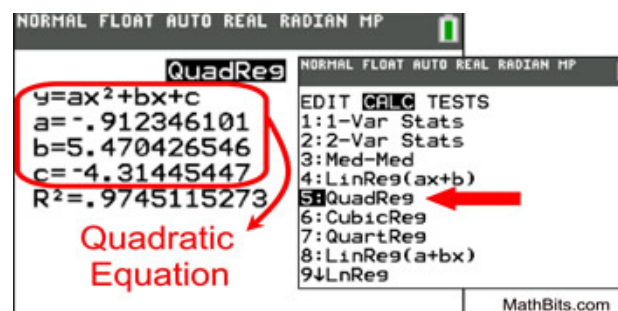 NORMAL FLOAT AUTO REAL RADIAN MP
QuadReg
y=ax²+bx+c
a=-.912346101
b=5.470426546
c=-4.31445447
R²=.9745115273
Quadratic
Equation
NORMAL FLOAT AUTO REAL RADIAN MP
EDIT CALC TESTS
1:1-Var Stats
2:2-Var Stats
3:Med-Med
4:LinReg(ax+b)
5:QuadReg
6:CubicReg
7:QuartReg
8:LinReg(a+bx)
9↓LnReg
MathBits.com